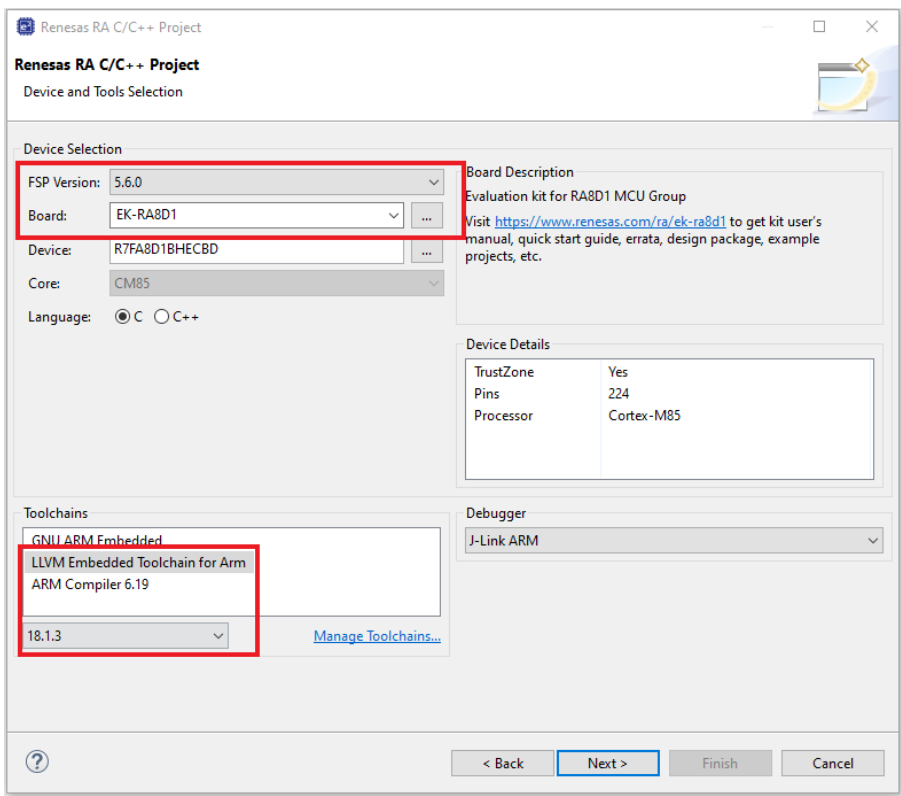 Renesas RA C/C++ Project
Renesas RA C/C++ Project
Device and Tools Selection
Device Selection
FSP Version: 5.6.0
Board: EK-RA8D1 ...
Device: R7FA8D1BHECBD ...
Core: CM85
Language: C C++
Board Description
Evaluation kit for RA8D1 MCU Group
Visit https://www.renesas.com/ra/ek-ra8d1 to get kit user's
manual, quick start guide, errata, design package, example
projects, etc.
Device Details
TrustZone Yes
Pins 224
Processor Cortex-M85
Toolchains
GNU ARM Embedded
LLVM Embedded Toolchain for Arm
ARM Compiler 6.19
18.1.3 Manage Toolchains...
Debugger
J-Link ARM
? < Back Next > Finish Cancel